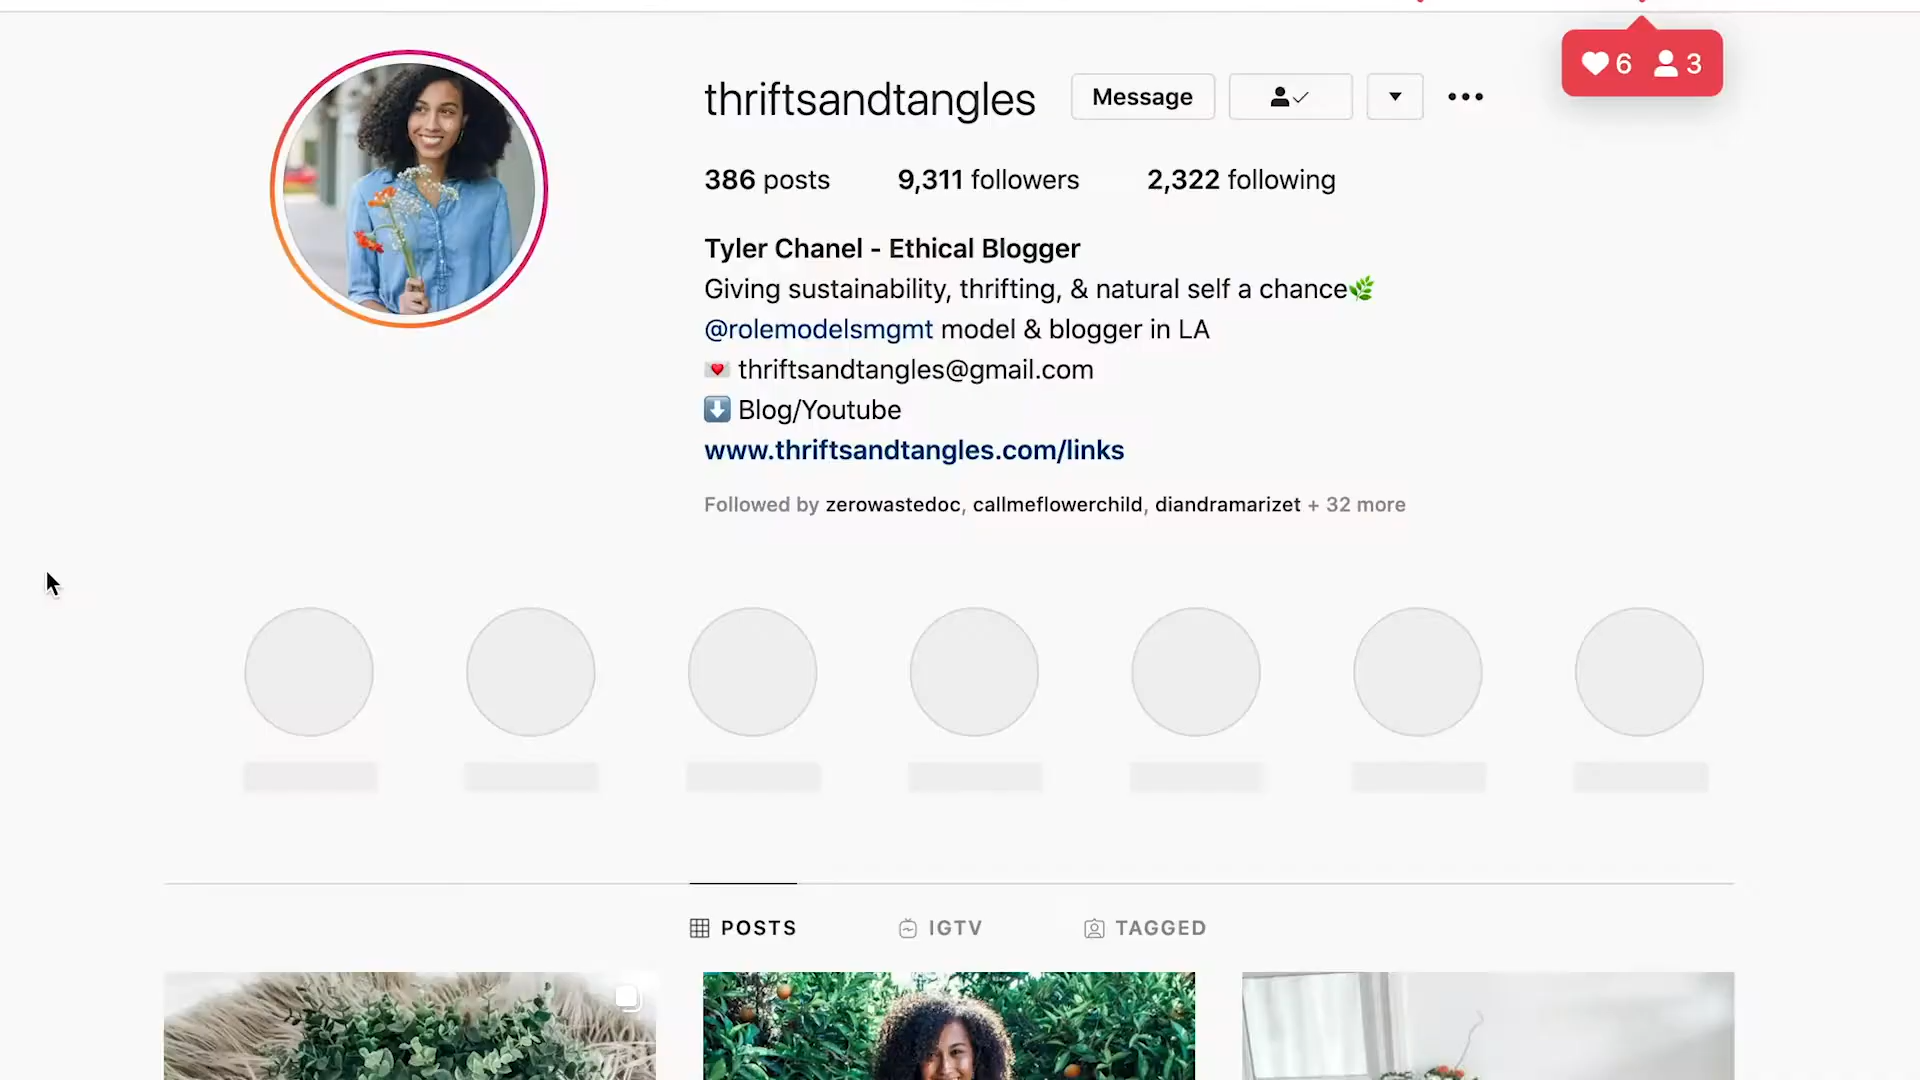 6 3
thriftsandtangles Message
386 posts 9,311 followers 2,322 following
Tyler Chanel - Ethical Blogger
Giving sustainability, thrifting, & natural self a chance🌿
@rolemodelsmgmt model & blogger in LA
💌 thriftsandtangles@gmail.com
⬇️ Blog/Youtube
www.thriftsandtangles.com/links
Followed by zerowastedoc, callmeflowerchild, diandramarizet + 32 more
POSTS IGTV TAGGED